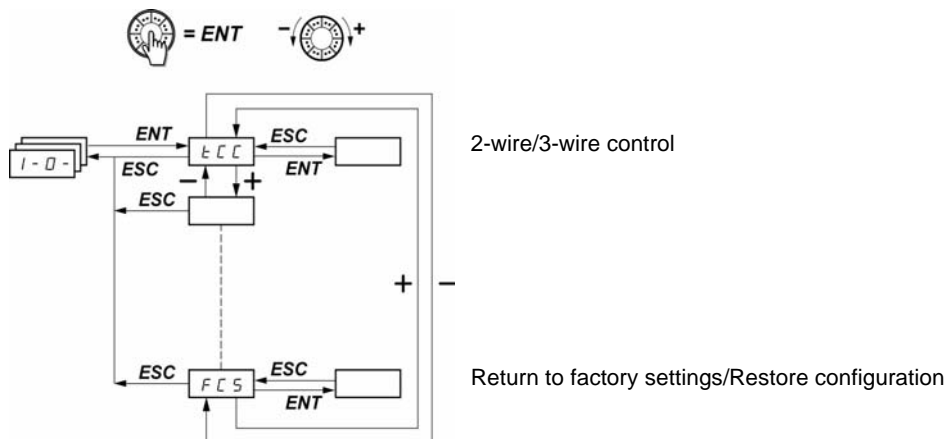 = ENT
- +
ENT
ESC
2-wire/3-wire control
I-O-
tCC
ESC
ENT
- +
ESC
+ -
ESC
ESC
Return to factory settings/Restore configuration
FCS
ENT